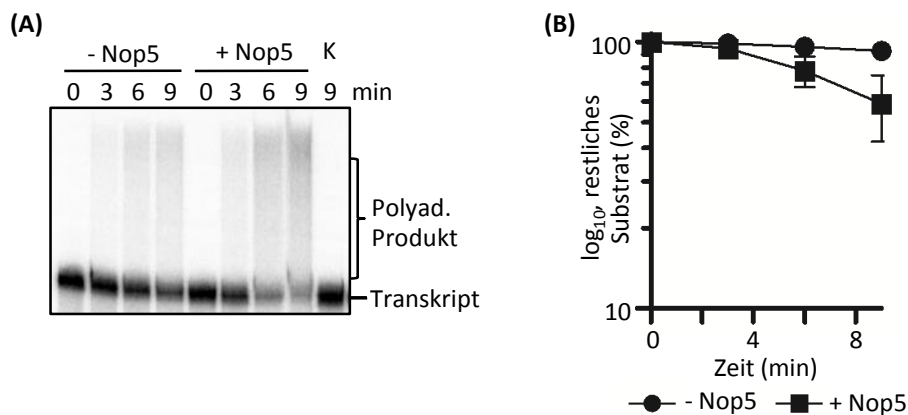 (A)
- Nop5 + Nop5 K
0 3 6 9 0 3 6 9 9 min
Polyad.
Produkt
Transkript
(B)
100
10
log10, restliches
Substrat (%)
0 4 8
Zeit (min)
- Nop5 + Nop5